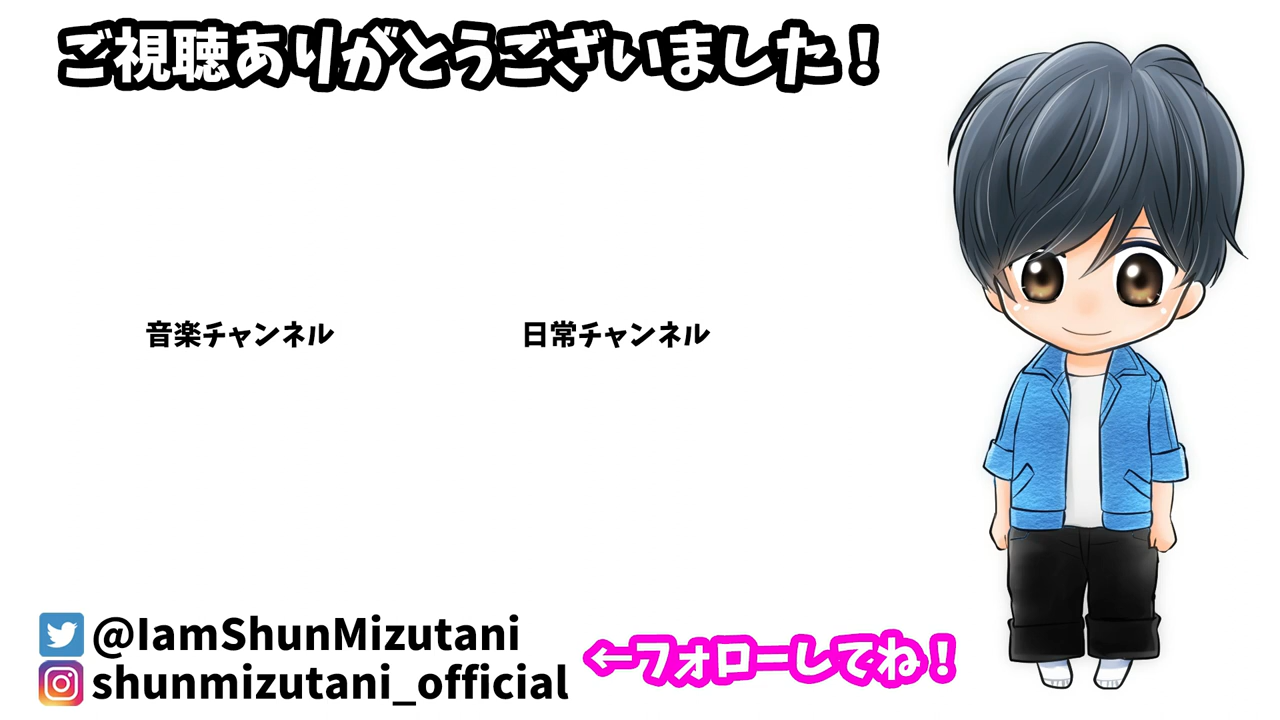 ご視聴ありがとうございました！
音楽チャンネル
日常チャンネル
@IamShunMizutani
shunmizutani_official
←フォローしてね！